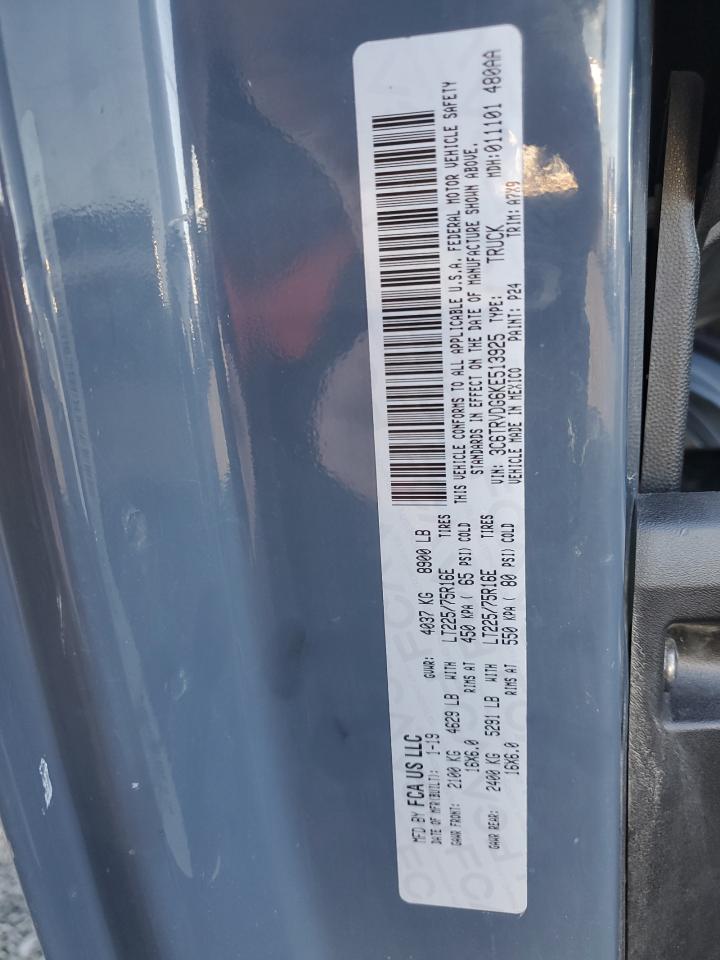 MFD BY FCA US LLC
DATE OF MFR(BUILT): 1-19 GVWR: 4037 KG 8900 LB
GAWR FRONT: 2100 KG 4629 LB WITH LT225/75R16E TIRES
16X6.0 RIMS AT 450 KPA ( 65 PSI) COLD
GAWR REAR: 2400 KG 5291 LB WITH LT225/75R16E TIRES
16X6.0 RIMS AT 550 KPA ( 80 PSI) COLD
THIS VEHICLE CONFORMS TO ALL APPLICABLE U.S.A. FEDERAL MOTOR VEHICLE SAFETY
STANDARDS IN EFFECT ON THE DATE OF MANUFACTURE SHOWN ABOVE.
VIN: 3C6TRVDG6KE513925 TYPE: TRUCK MDH:011101 480AA
VEHICLE MADE IN MEXICO PAINT: P24 TRIM: A7X9